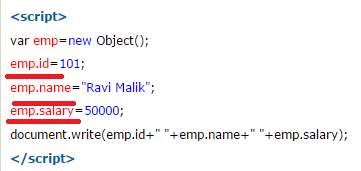 <script>
var emp=new Object();
emp.id=101;
emp.name="Ravi Malik";
emp.salary=50000;
document.write(emp.id+" "+emp.name+" "+emp.salary);
</script>